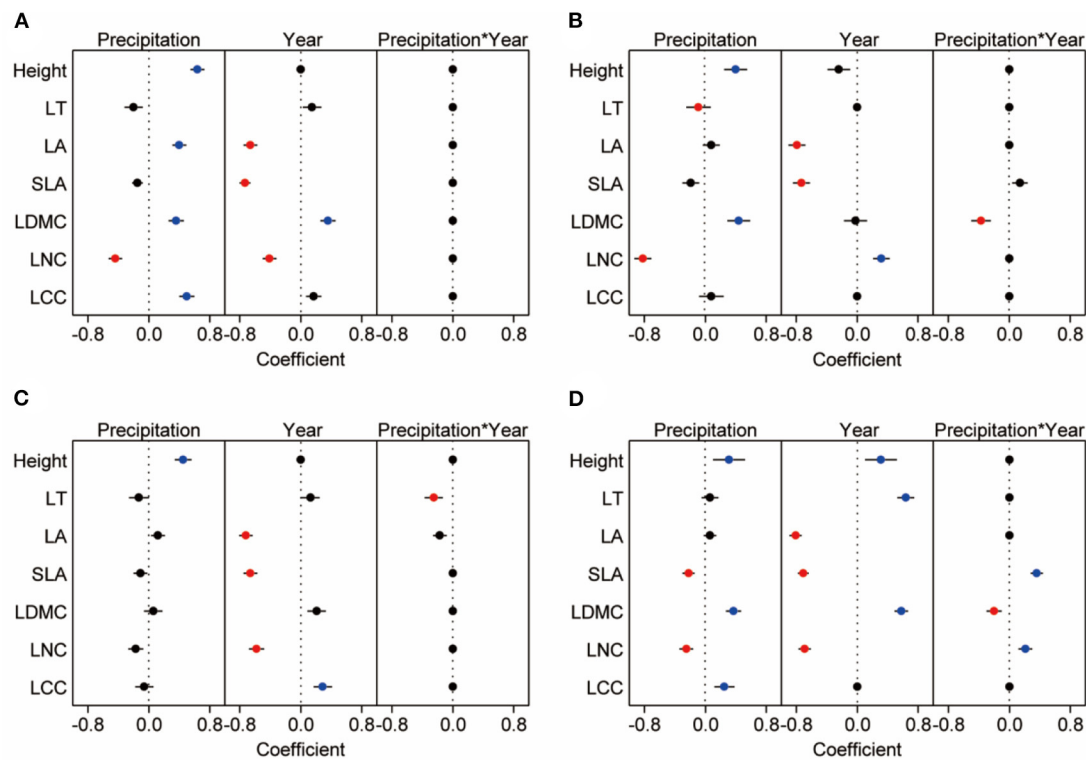 A
B
Precipitation Year Precipitation*Year
Precipitation Year Precipitation*Year
Height
LT
LA
SLA
LDMC
LNC
LCC
Height
LT
LA
SLA
LDMC
LNC
LCC
-0.8 0.0 0.8 -0.8 0.0 0.8 -0.8 0.0 0.8
-0.8 0.0 0.8 -0.8 0.0 0.8 -0.8 0.0 0.8
Coefficient
Coefficient
C
D
Precipitation Year Precipitation*Year
Precipitation Year Precipitation*Year
Height
LT
LA
SLA
LDMC
LNC
LCC
Height
LT
LA
SLA
LDMC
LNC
LCC
-0.8 0.0 0.8 -0.8 0.0 0.8 -0.8 0.0 0.8
-0.8 0.0 0.8 -0.8 0.0 0.8 -0.8 0.0 0.8
Coefficient
Coefficient